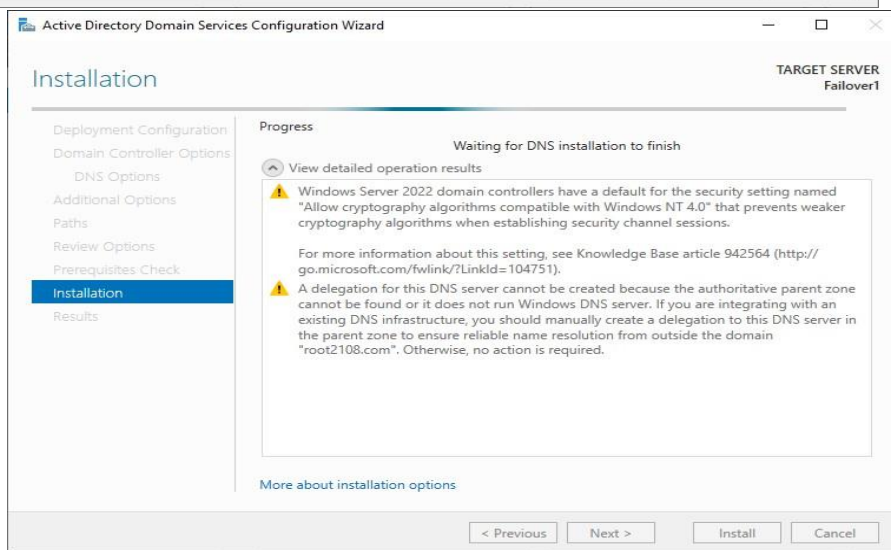 Active Directory Domain Services Configuration Wizard
Installation
TARGET SERVER
Failover1
Deployment Configuration
Domain Controller Options
DNS Options
Additional Options
Paths
Review Options
Prerequisites Check
Installation
Results
Progress
Waiting for DNS installation to finish
View detailed operation results
Windows Server 2022 domain controllers have a default for the security setting named
"Allow cryptography algorithms compatible with Windows NT 4.0" that prevents weaker
cryptography algorithms when establishing security channel sessions.
For more information about this setting, see Knowledge Base article 942564 (http://
go.microsoft.com/fwlink/?LinkId=104751).
A delegation for this DNS server cannot be created because the authoritative parent zone
cannot be found or it does not run Windows DNS server. If you are integrating with an
existing DNS infrastructure, you should manually create a delegation to this DNS server in
the parent zone to ensure reliable name resolution from outside the domain
"root2108.com". Otherwise, no action is required.
More about installation options
< Previous
Next >
Install
Cancel